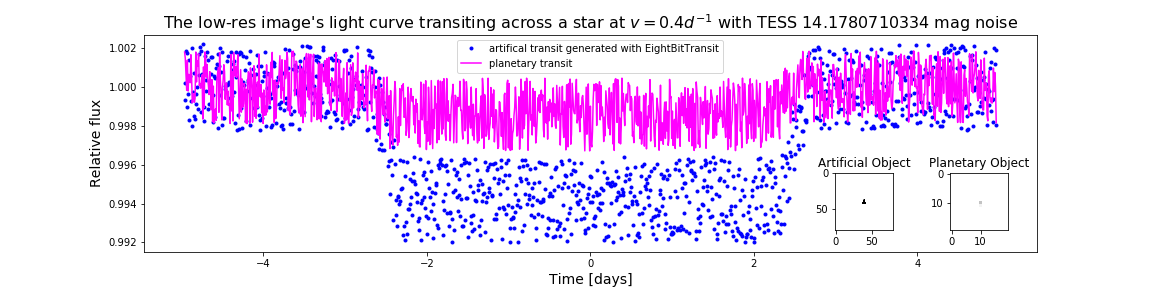 The low-res image's light curve transiting across a star at v = 0.4d⁻¹ with TESS 14.1780710334 mag noise
artifical transit generated with EightBitTransit
planetary transit
Relative flux
1.002
1.000
0.998
0.996
0.994
0.992
Artificial Object
0
50
0 50
Planetary Object
0
10
0 10
−4 −2 0 2 4
Time [days]